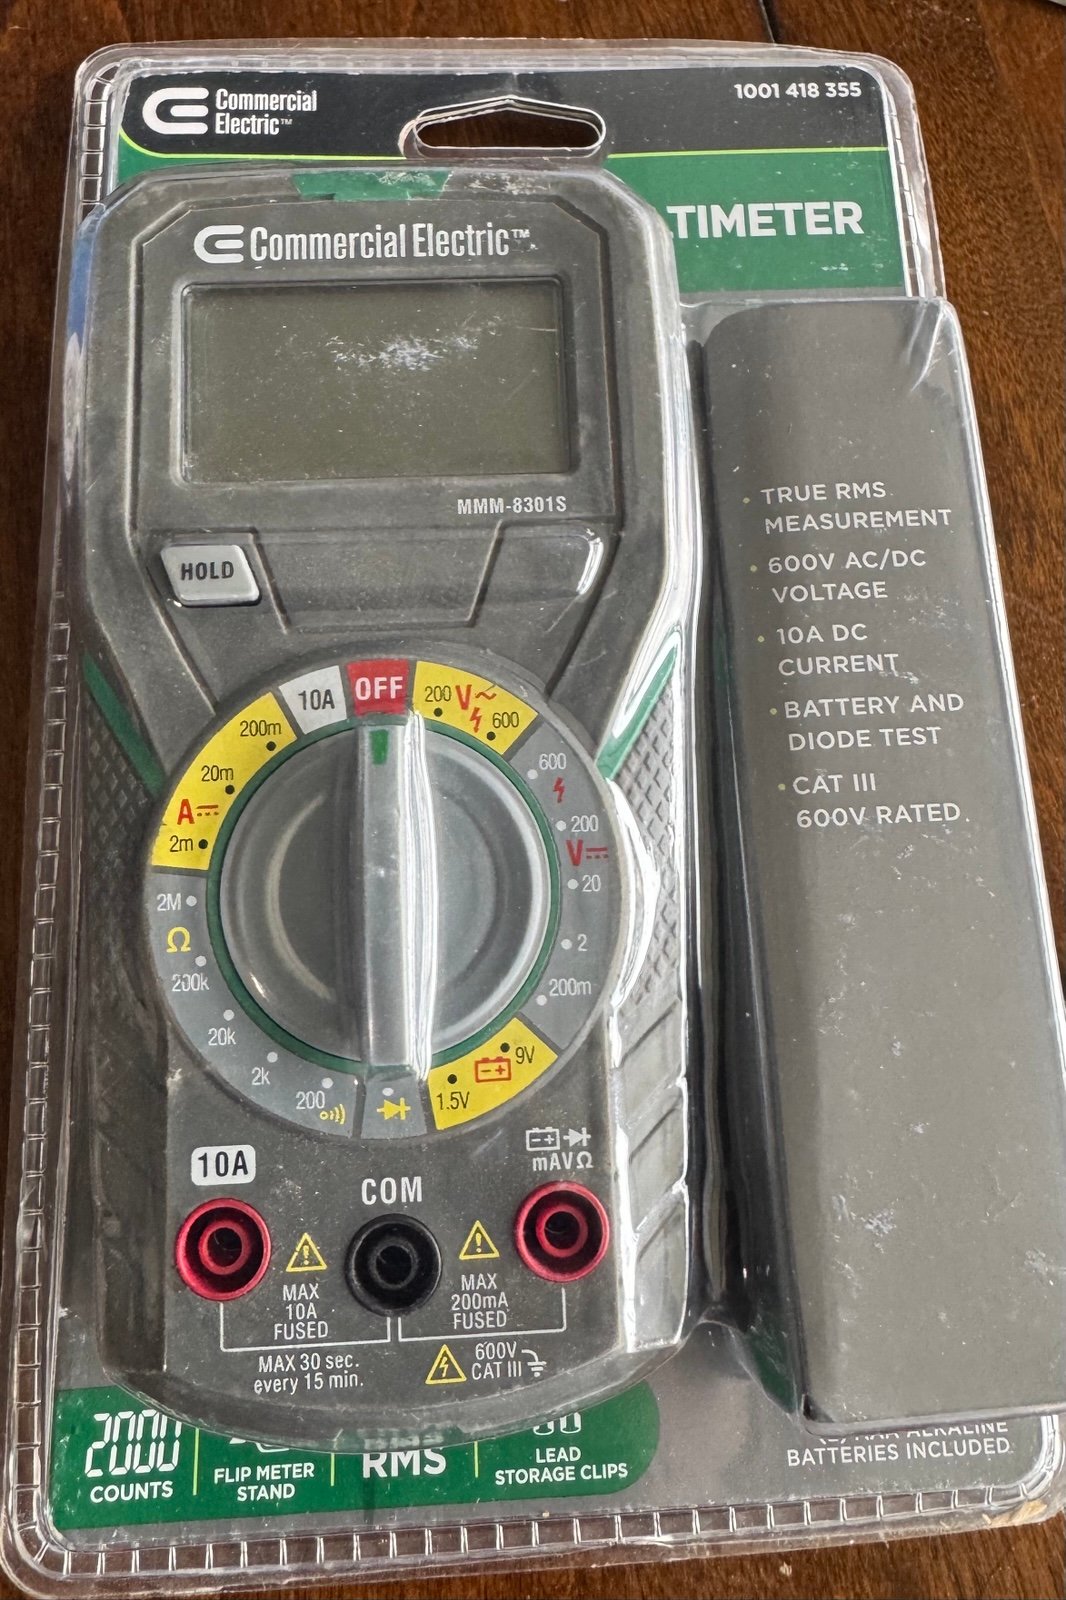 Commercial
Electric™
1001 418 355
TIMETER
Commercial Electric™
MMM-8301S
HOLD
TRUE RMS
MEASUREMENT
600V AC/DC
VOLTAGE
10A DC
CURRENT
BATTERY AND
DIODE TEST
CAT III
600V RATED
OFF
200 V~
600
600
200
V⎓
20
2
200m
9V
1.5V
200
2k
20k
200k
Ω
2M
2m
A⎓
20m
200m
10A
10A
COM
mAVΩ
MAX
10A
FUSED
MAX
200mA
FUSED
MAX 30 sec.
every 15 min.
600V
CAT III
2000
COUNTS
FLIP METER
STAND
RMS
LEAD
STORAGE CLIPS
ALKALINE
BATTERIES INCLUDED